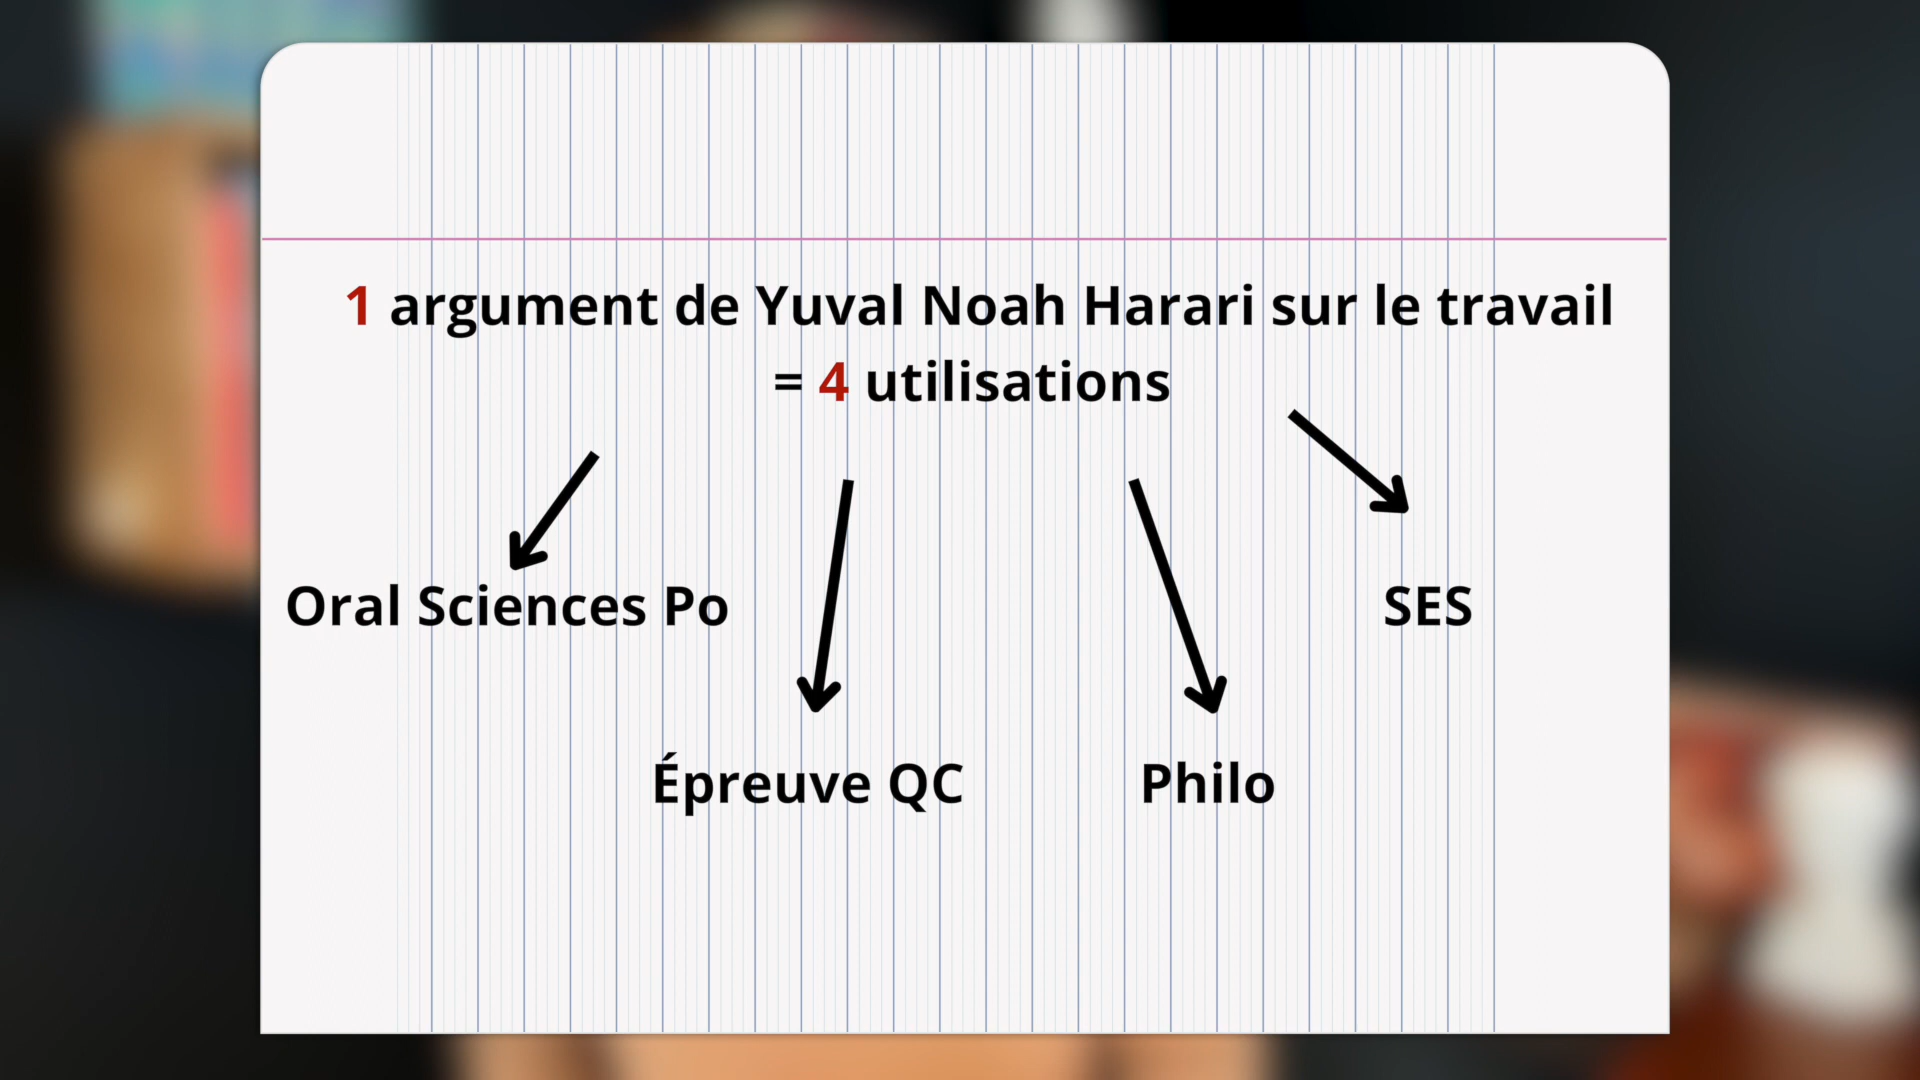 1 argument de Yuval Noah Harari sur le travail
= 4 utilisations
Oral Sciences Po
SES
Épreuve QC
Philo